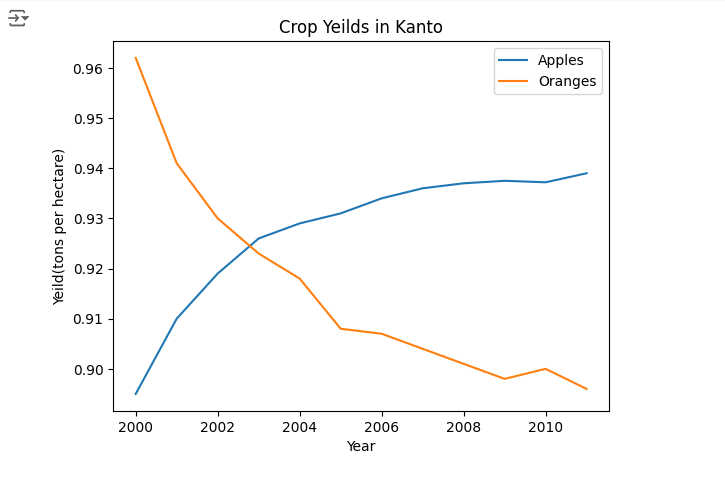 Crop Yeilds in Kanto
Apples
Oranges
0.96
0.95
0.94
0.93
0.92
0.91
0.90
Yeild(tons per hectare)
2000
2002
2004
2006
2008
2010
Year